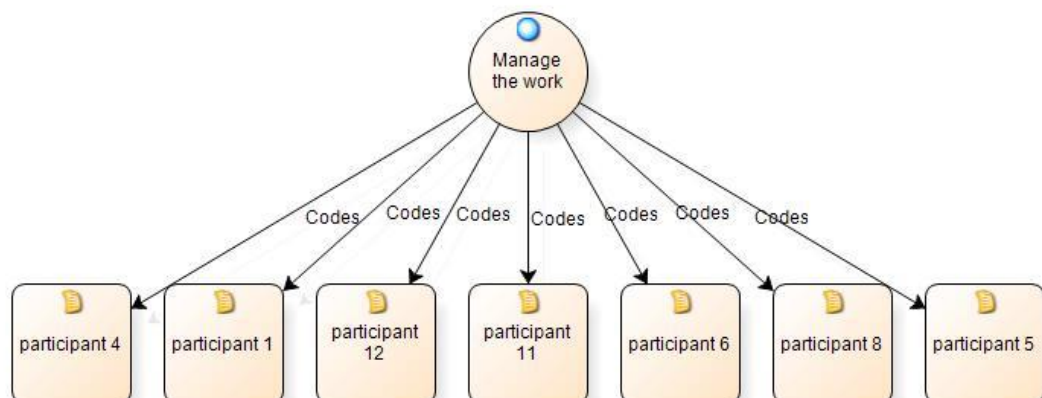 Manage
the work
Codes
Codes
Codes
Codes
Codes
Codes
Codes
participant 4
participant 1
participant
12
participant
11
participant 6
participant 8
participant 5